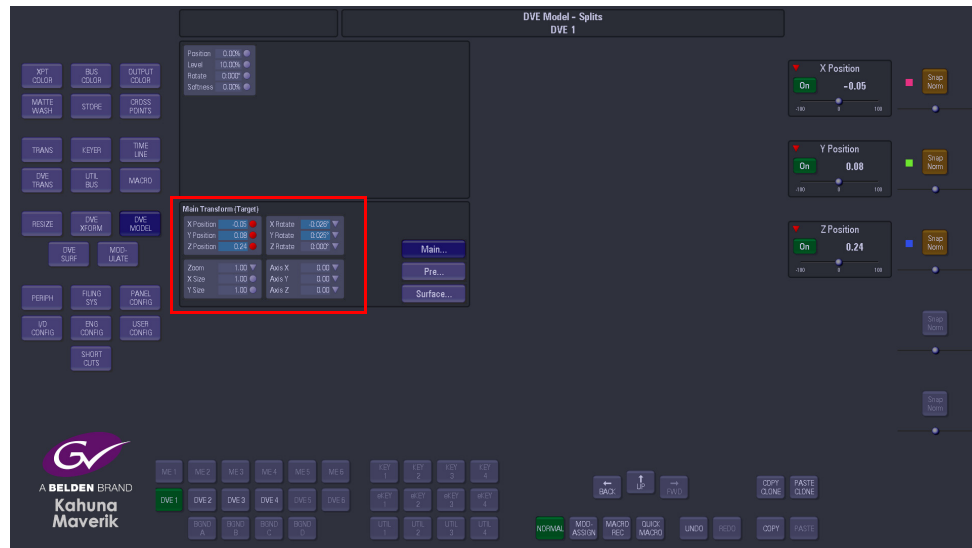 DVE Model - Splits
DVE 1
Position 0.00%
Level 10.00%
Rotate 0.000°
Softness 0.00%
XPT COLOR
BUS COLOR
OUTPUT COLOR
MATTE WASH
STORE
CROSS POINTS
TRANS
KEYER
TIME LINE
DVE TRANS
UTIL BUS
MACRO
RESIZE
DVE XFORM
DVE MODEL
DVE SURF
MOD- ULATE
PERIPH
FILING SYS
PANEL CONFIG
I/O CONFIG
ENG CONFIG
USER CONFIG
SHORT CUTS
Main Transform (Target)
X Position -0.05 X Rotate -0.026°
Y Position 0.08 Y Rotate 0.025°
Z Position 0.24 Z Rotate 0.000°
Zoom 1.00 Axis X 0.00
X Size 1.00 Axis Y 0.00
Y Size 1.00 Axis Z 0.00
Main...
Pre...
Surface...
X Position
On -0.05
-100 0 100
Snap Norm
Y Position
On 0.08
-100 0 100
Snap Norm
Z Position
On 0.24
-100 0 100
Snap Norm
Snap Norm
Snap Norm
GV
A BELDEN BRAND
Kahuna
Maverik
ME 1 ME 2 ME 3 ME 4 ME 5 ME 6
DVE 1 DVE 2 DVE 3 DVE 4 DVE 5 DVE 6
BGND A BGND B BGND C BGND D
KEY 1 KEY 2 KEY 3 KEY 4
eKEY 1 eKEY 2 eKEY 3 eKEY 4
UTIL 1 UTIL 2 UTIL 3 UTIL 4
BACK UP FWD
COPY CLONE PASTE CLONE
NORMAL MOD- ASSIGN MACRO REC QUICK MACRO UNDO REDO COPY PASTE